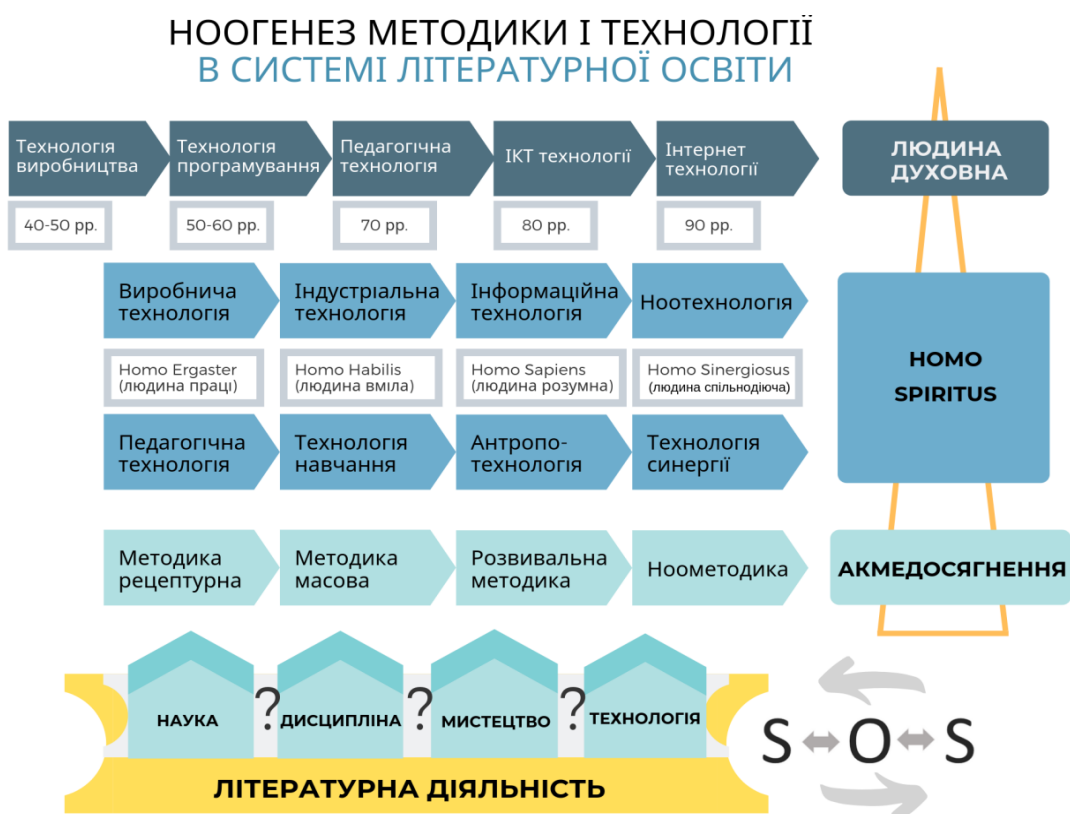 НООГЕНЕЗ МЕТОДИКИ І ТЕХНОЛОГІЇ
В СИСТЕМІ ЛІТЕРАТУРНОЇ ОСВІТИ
Технологія
виробництва
Технологія
програмування
Педагогічна
технологія
ІКТ технології
Інтернет
технології
ЛЮДИНА
ДУХОВНА
40-50 рр.
50-60 рр.
70 рр.
80 рр.
90 рр.
Виробнича
технологія
Індустріальна
технологія
Інформаційна
технологія
Ноотехнологія
HOMO
SPIRITUS
Homo Ergaster
(людина праці)
Homo Habilis
(людина вміла)
Homo Sapiens
(людина розумна)
Homo Sinergiosus
(людина спільнодіюча)
Педагогічна
технологія
Технологія
навчання
Антропо-
технологія
Технологія
синергії
Методика
рецептурна
Методика
масова
Розвивальна
методика
Ноометодика
АКМЕДОСЯГНЕННЯ
НАУКА
?
ДИСЦИПЛІНА
?
МИСТЕЦТВО
?
ТЕХНОЛОГІЯ
S ⇔ O ⇔ S
ЛІТЕРАТУРНА ДІЯЛЬНІСТЬ